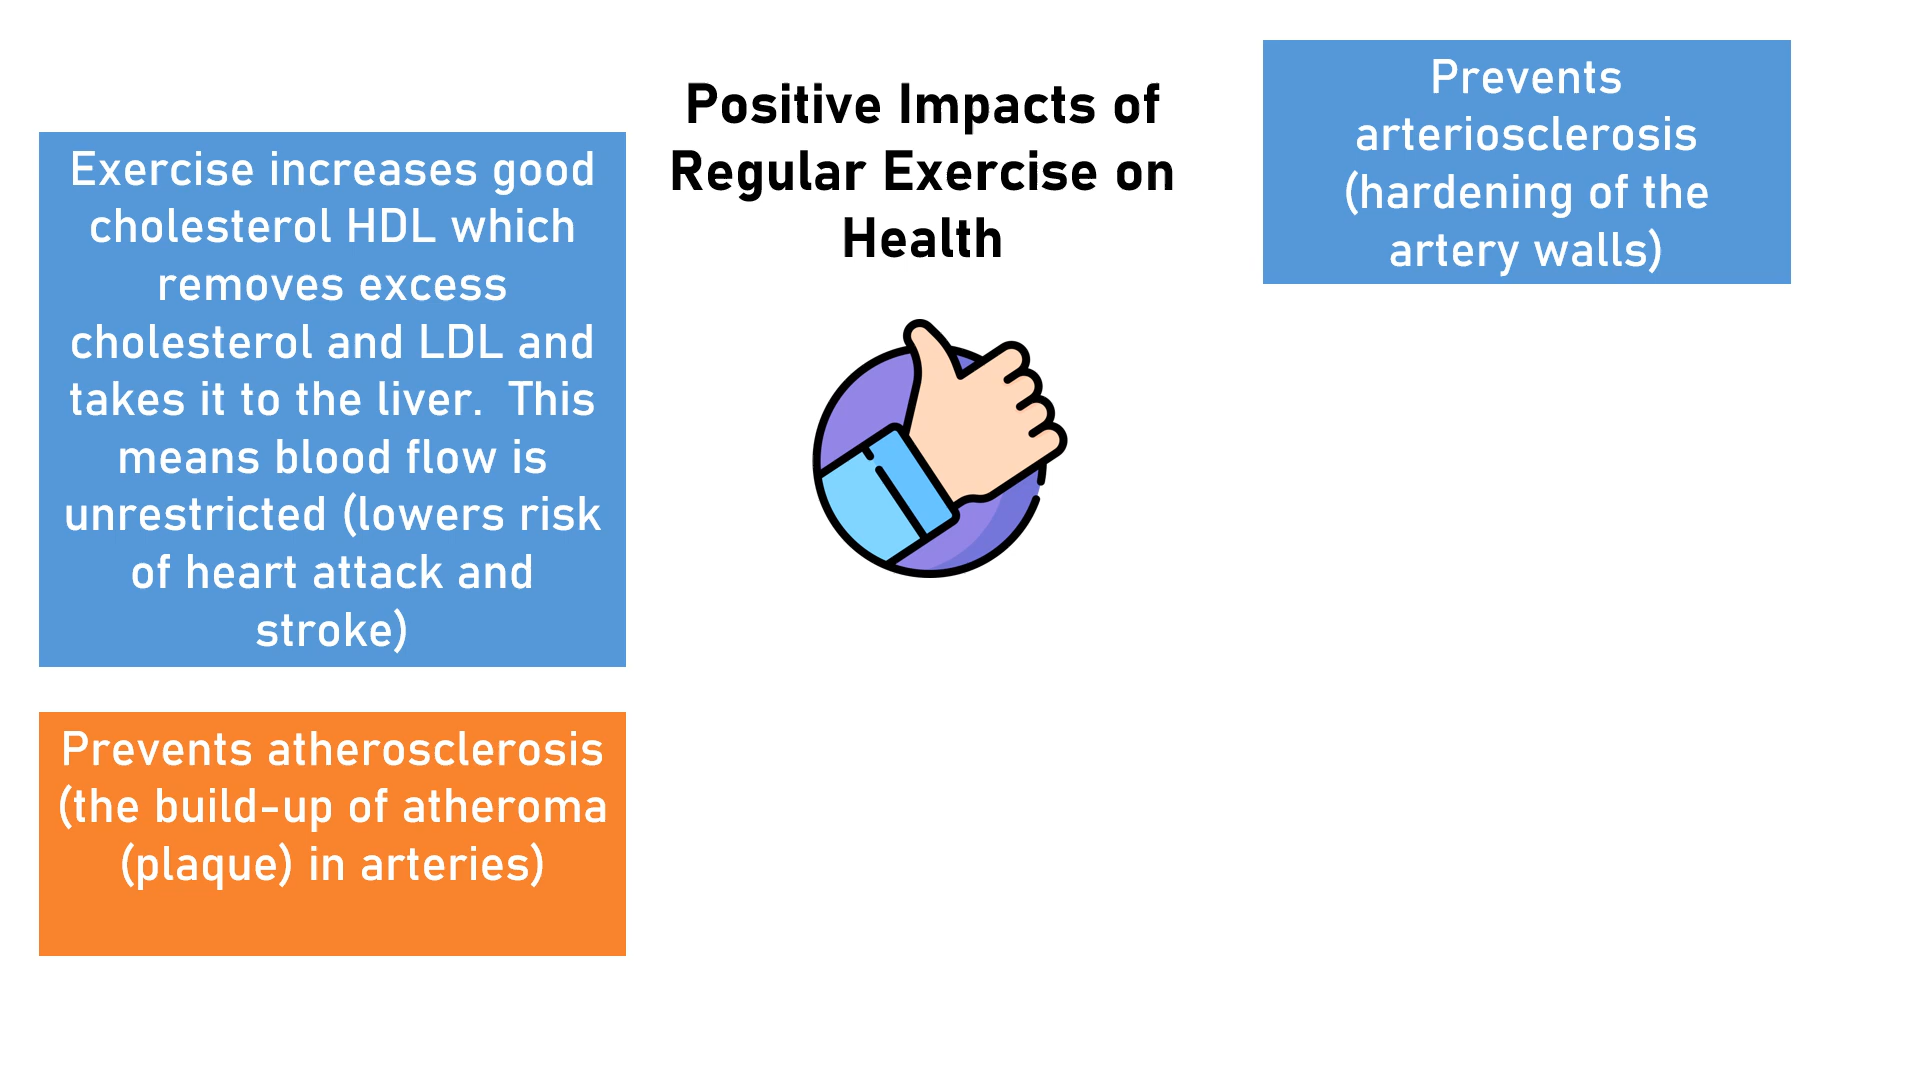 Positive Impacts of
Regular Exercise on
Health
Exercise increases good
cholesterol HDL which
removes excess
cholesterol and LDL and
takes it to the liver.  This
means blood flow is
unrestricted (lowers risk
of heart attack and
stroke)
Prevents atherosclerosis
(the build-up of atheroma
(plaque) in arteries)
Prevents
arteriosclerosis
(hardening of the
artery walls)